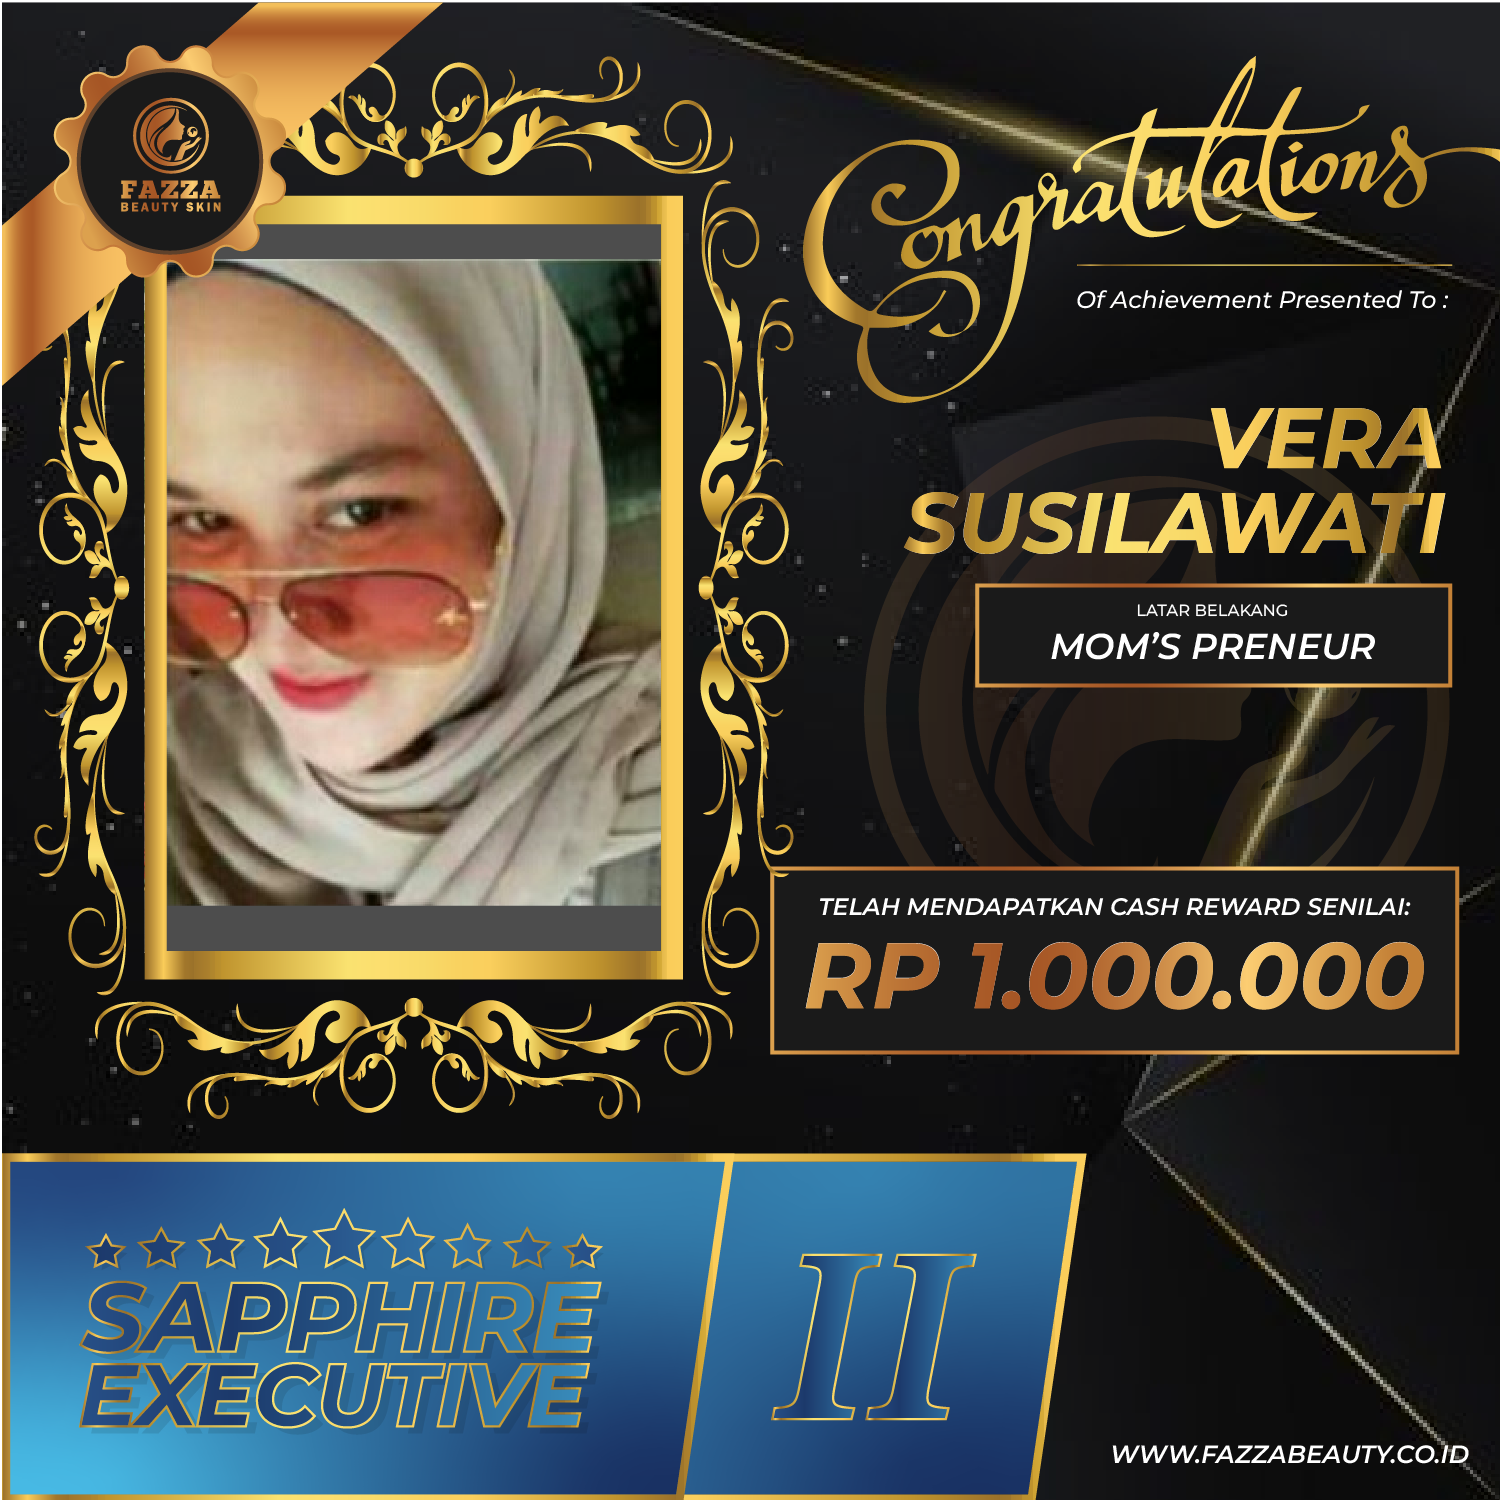 FAZZA
BEAUTY SKIN
Congratulations
Of Achievement Presented To :
VERA
SUSILAWATI
LATAR BELAKANG
MOM'S PRENEUR
TELAH MENDAPATKAN CASH REWARD SENILAI:
RP 1.000.000
SAPPHIRE
EXECUTIVE
II
WWW.FAZZABEAUTY.CO.ID